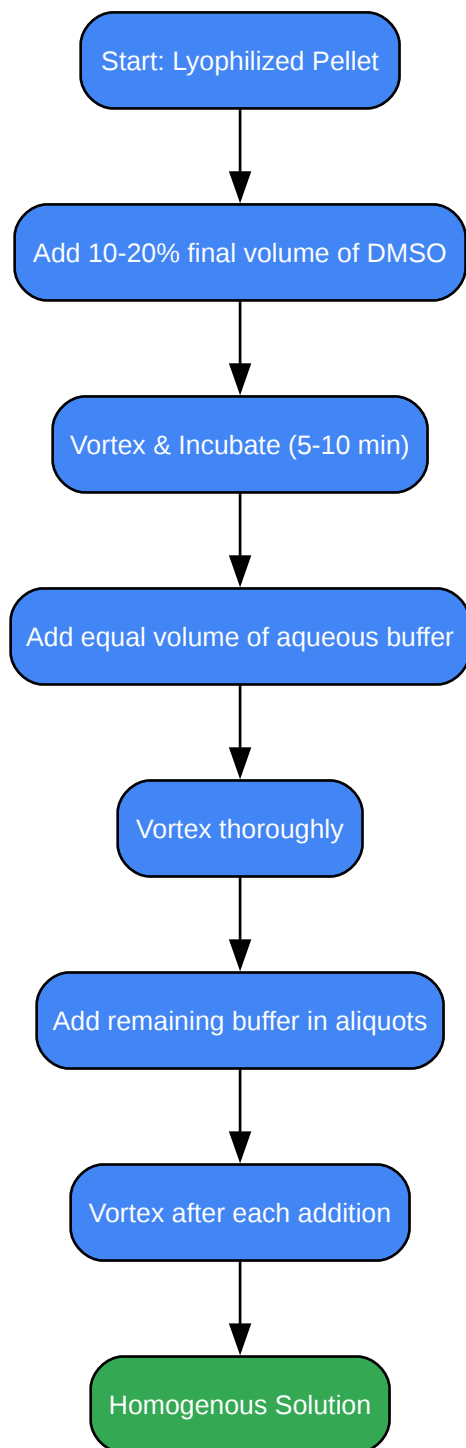 Start: Lyophilized Pellet
Add 10-20% final volume of DMSO
Vortex & Incubate (5-10 min)
Add equal volume of aqueous buffer
Vortex thoroughly
Add remaining buffer in aliquots
Vortex after each addition
Homogenous Solution